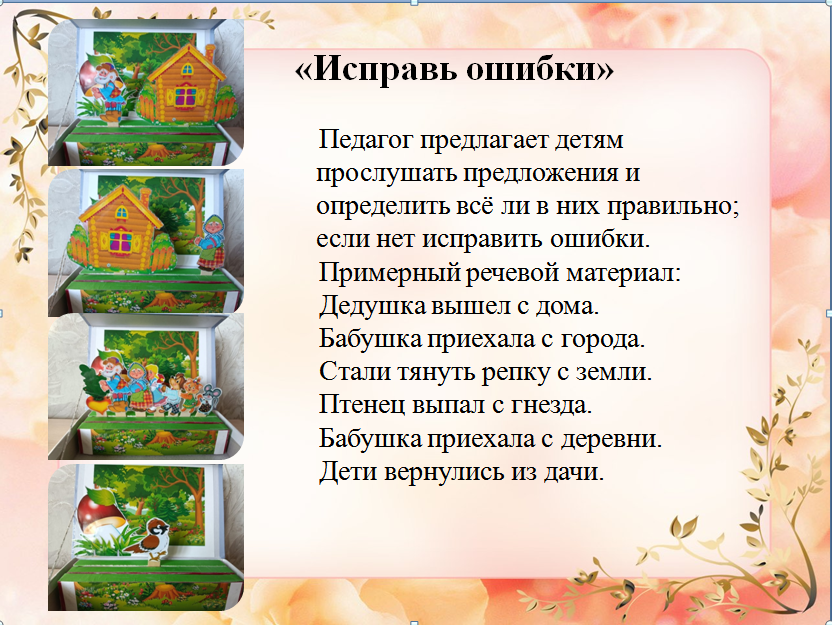 «Исправь ошибки»
Педагог предлагает детям
прослушать предложения и
определить всё ли в них правильно;
если нет исправить ошибки.
Примерный речевой материал:
Дедушка вышел с дома.
Бабушка приехала с города.
Стали тянуть репку с земли.
Птенец выпал с гнезда.
Бабушка приехала с деревни.
Дети вернулись из дачи.